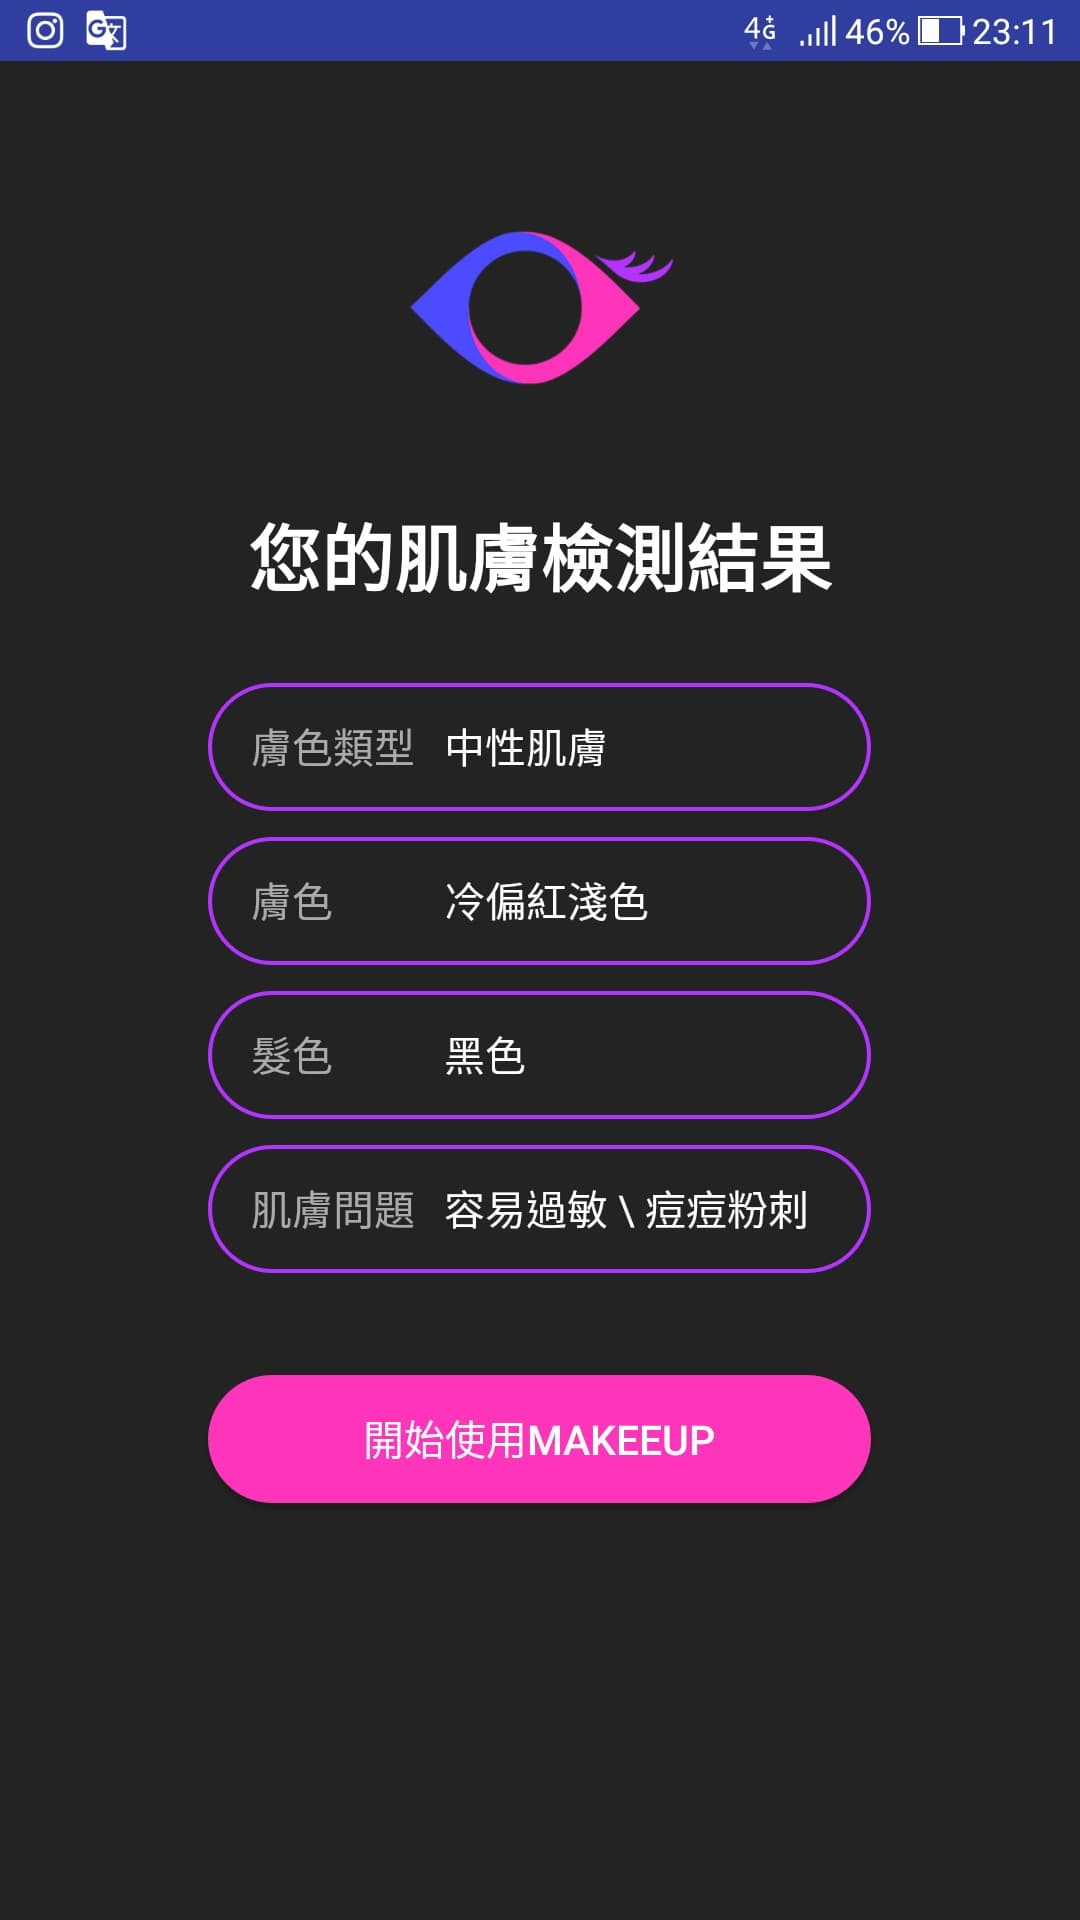 46% 23:11
您的肌膚檢測結果
膚色類型 中性肌膚
膚色 冷偏紅淺色
髮色 黑色
肌膚問題 容易過敏 \ 痘痘粉刺
開始使用MAKEEUP